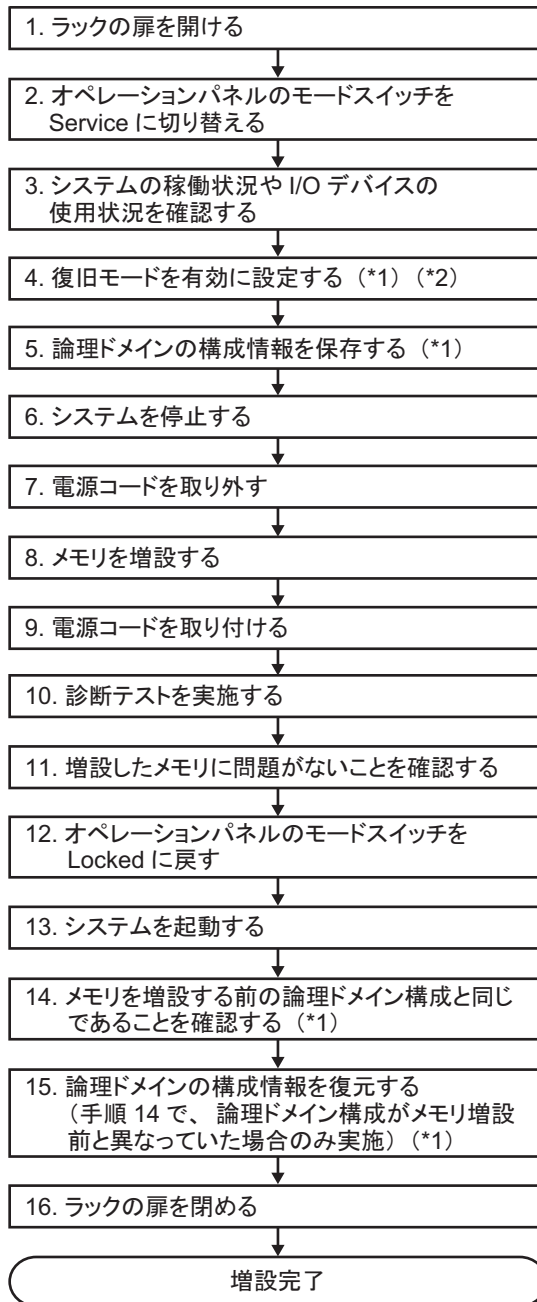 1. ラックの扉を開ける
2. オペレーションパネルのモードスイッチを
Service に切り替える
3. システムの稼働状況や I/O デバイスの
使用状況を確認する
4. 復旧モードを有効に設定する（*1）（*2）
5. 論理ドメインの構成情報を保存する（*1）
6. システムを停止する
7. 電源コードを取り外す
8. メモリを増設する
9. 電源コードを取り付ける
10. 診断テストを実施する
11. 増設したメモリに問題がないことを確認する
12. オペレーションパネルのモードスイッチを
Locked に戻す
13. システムを起動する
14. メモリを増設する前の論理ドメイン構成と同じ
であることを確認する（*1）
15. 論理ドメインの構成情報を復元する
（手順 14 で、論理ドメイン構成がメモリ増設
前と異なっていた場合のみ実施）（*1）
16. ラックの扉を閉める
増設完了